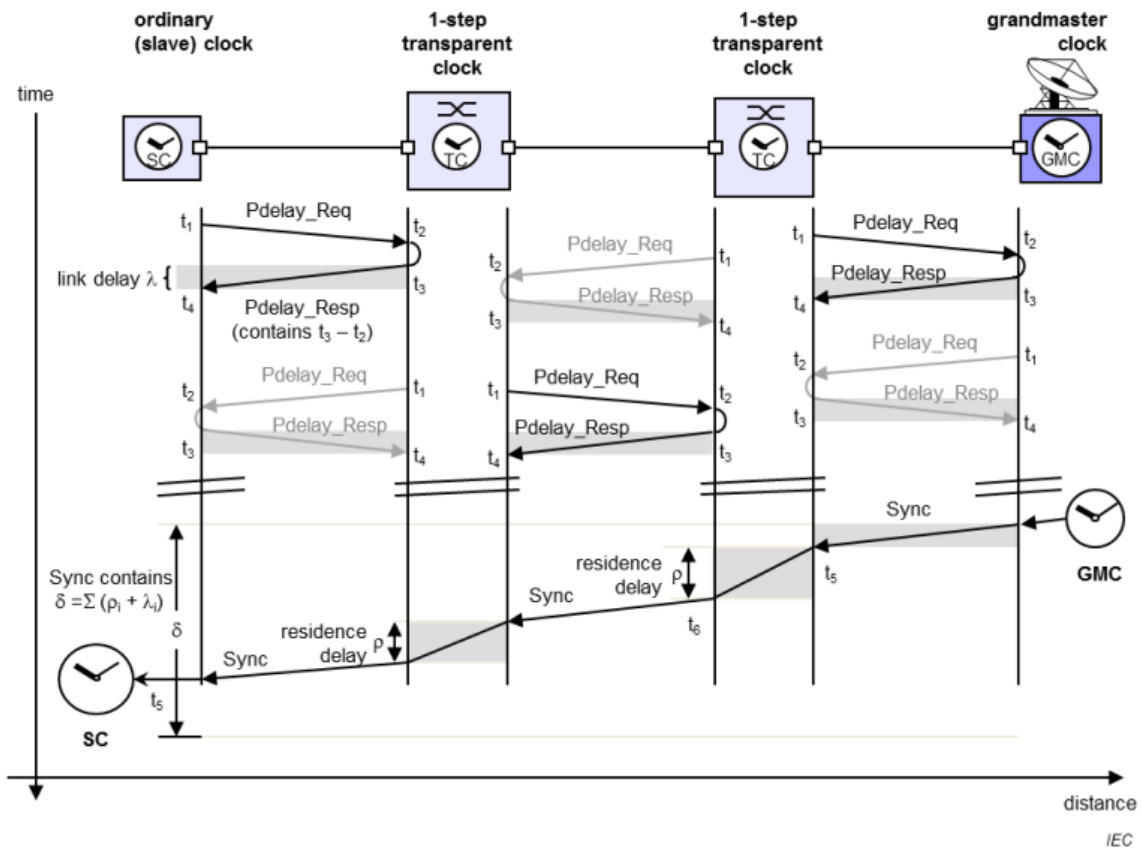 ordinary
(slave) clock
1-step
transparent
clock
1-step
transparent
clock
grandmaster
clock
time
SC
TC
TC
GMC
t1
Pdelay_Req
t2
t1
Pdelay_Req
t2
Pdelay_Req
t1
t2
link delay λ {
t3
Pdelay_Resp
t3
t4
Pdelay_Resp
t4
Pdelay_Resp
(contains t3 – t2)
t3
t4
Pdelay_Req
t1
t2
Pdelay_Req
t1
t2
t1
Pdelay_Req
t2
Pdelay_Resp
t3
t4
Pdelay_Resp
t3
t4
Pdelay_Resp
t4
t3
Sync
GMC
residence
delay
ρ
t5
Sync contains
δ =Σ (ρi + λi)
δ
Sync
t6
residence
delay
ρ
Sync
t5
SC
distance
IEC